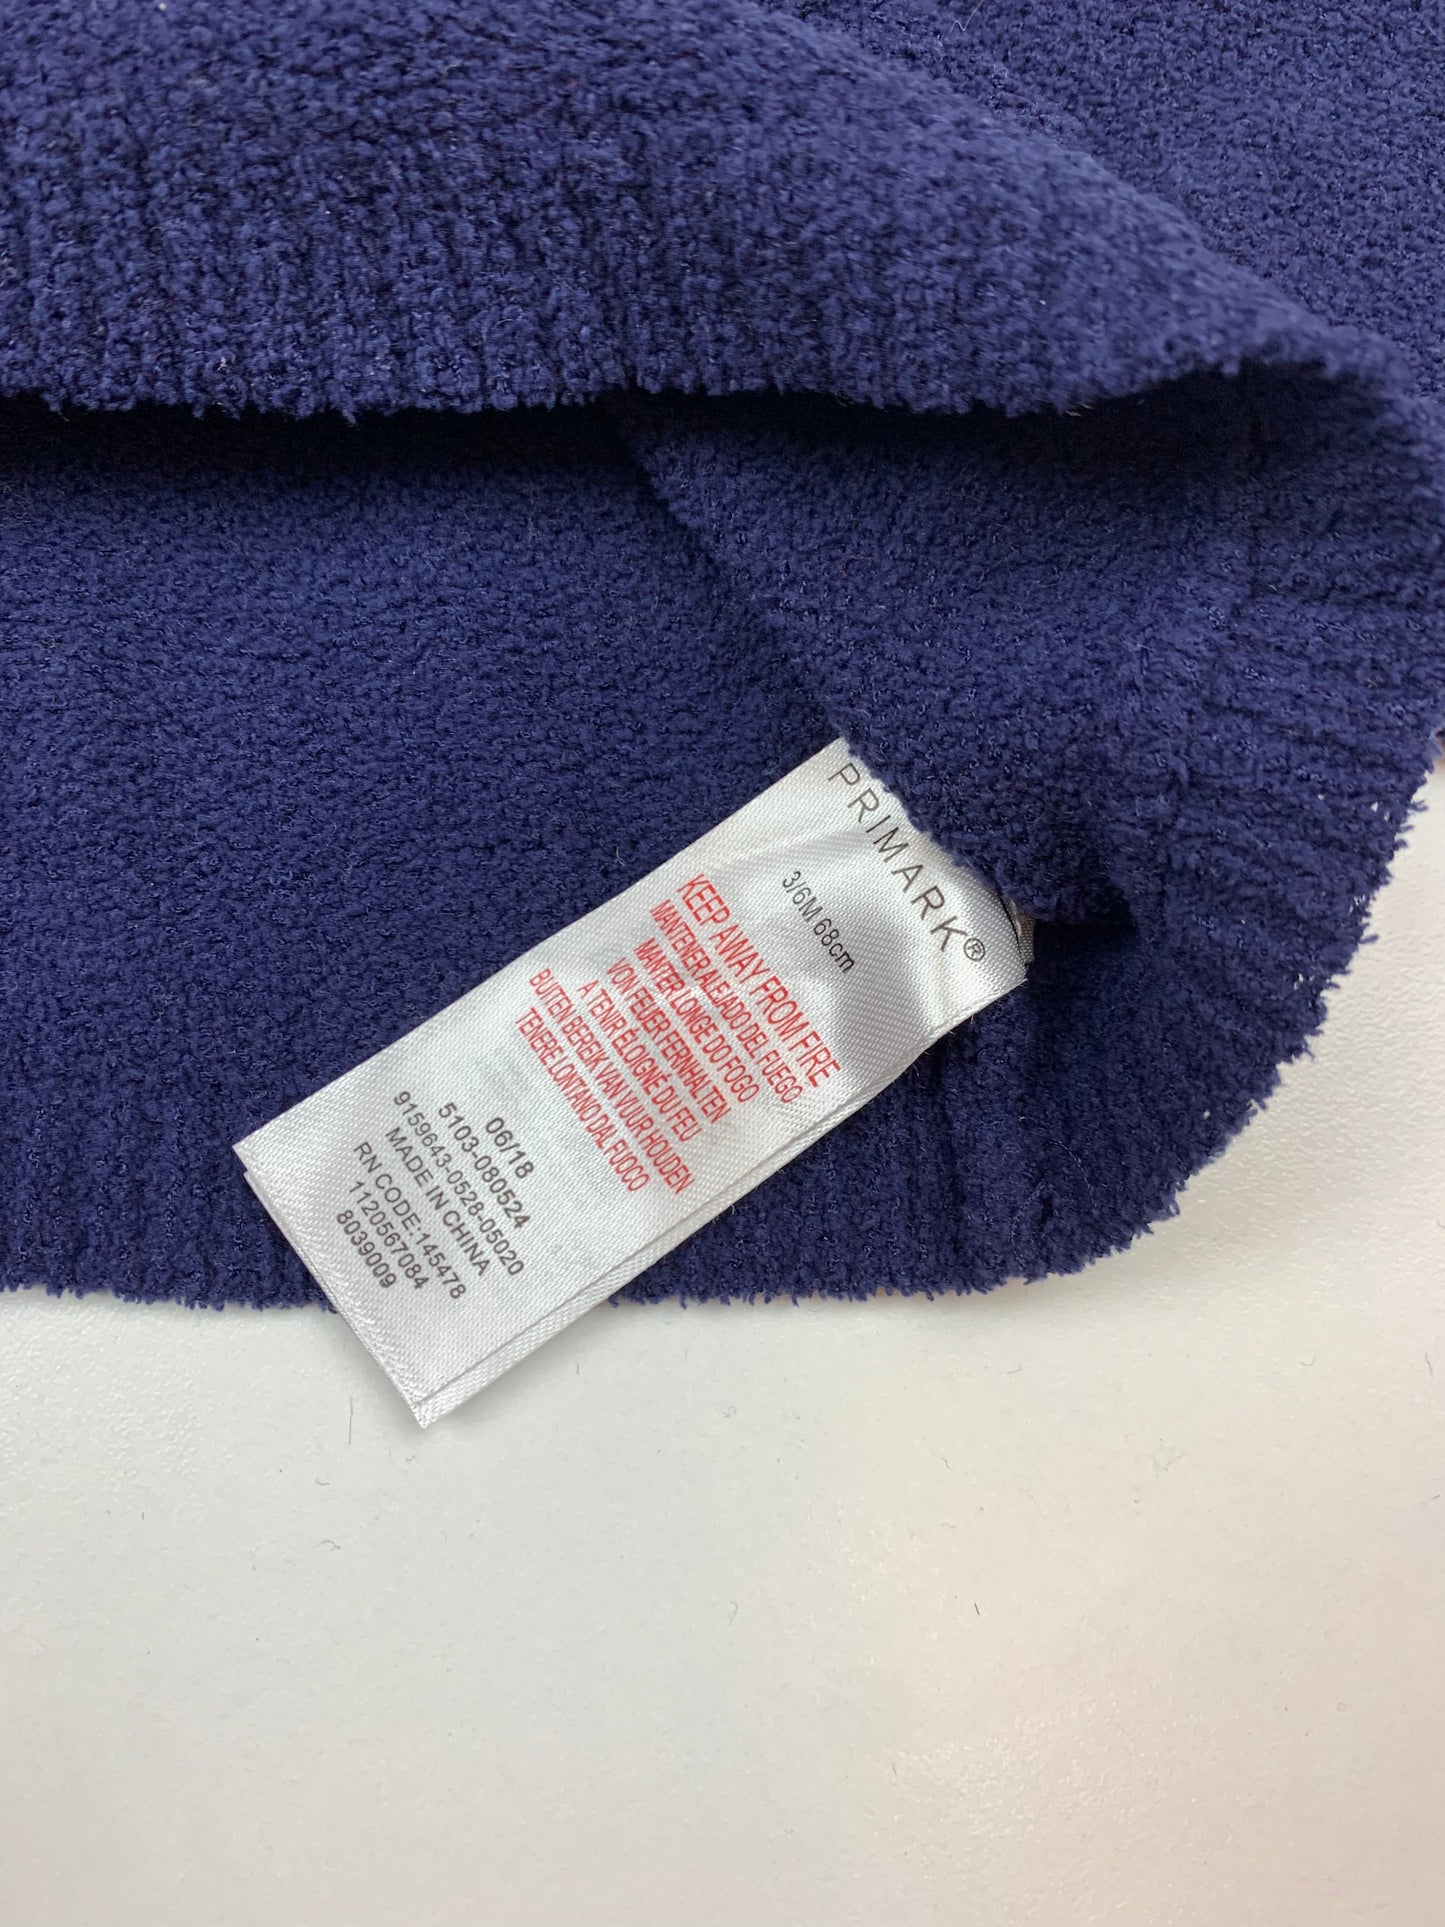 PRIMARK®
3/6M 68cm
KEEP AWAY FROM FIRE
MANTENER ALEJADO DEL FUEGO
MANTER LONGE DO FOGO
VON FEUER FERNHALTEN
A TENIR ÉLOIGNÉ DU FEU
BUITEN BEREIK VAN VUUR HOUDEN
TENERE LONTANO DAL FUOCO
06/18
5103-080524
9159643-0528-05020
MADE IN CHINA
RN CODE:145478
1120567084
8039009